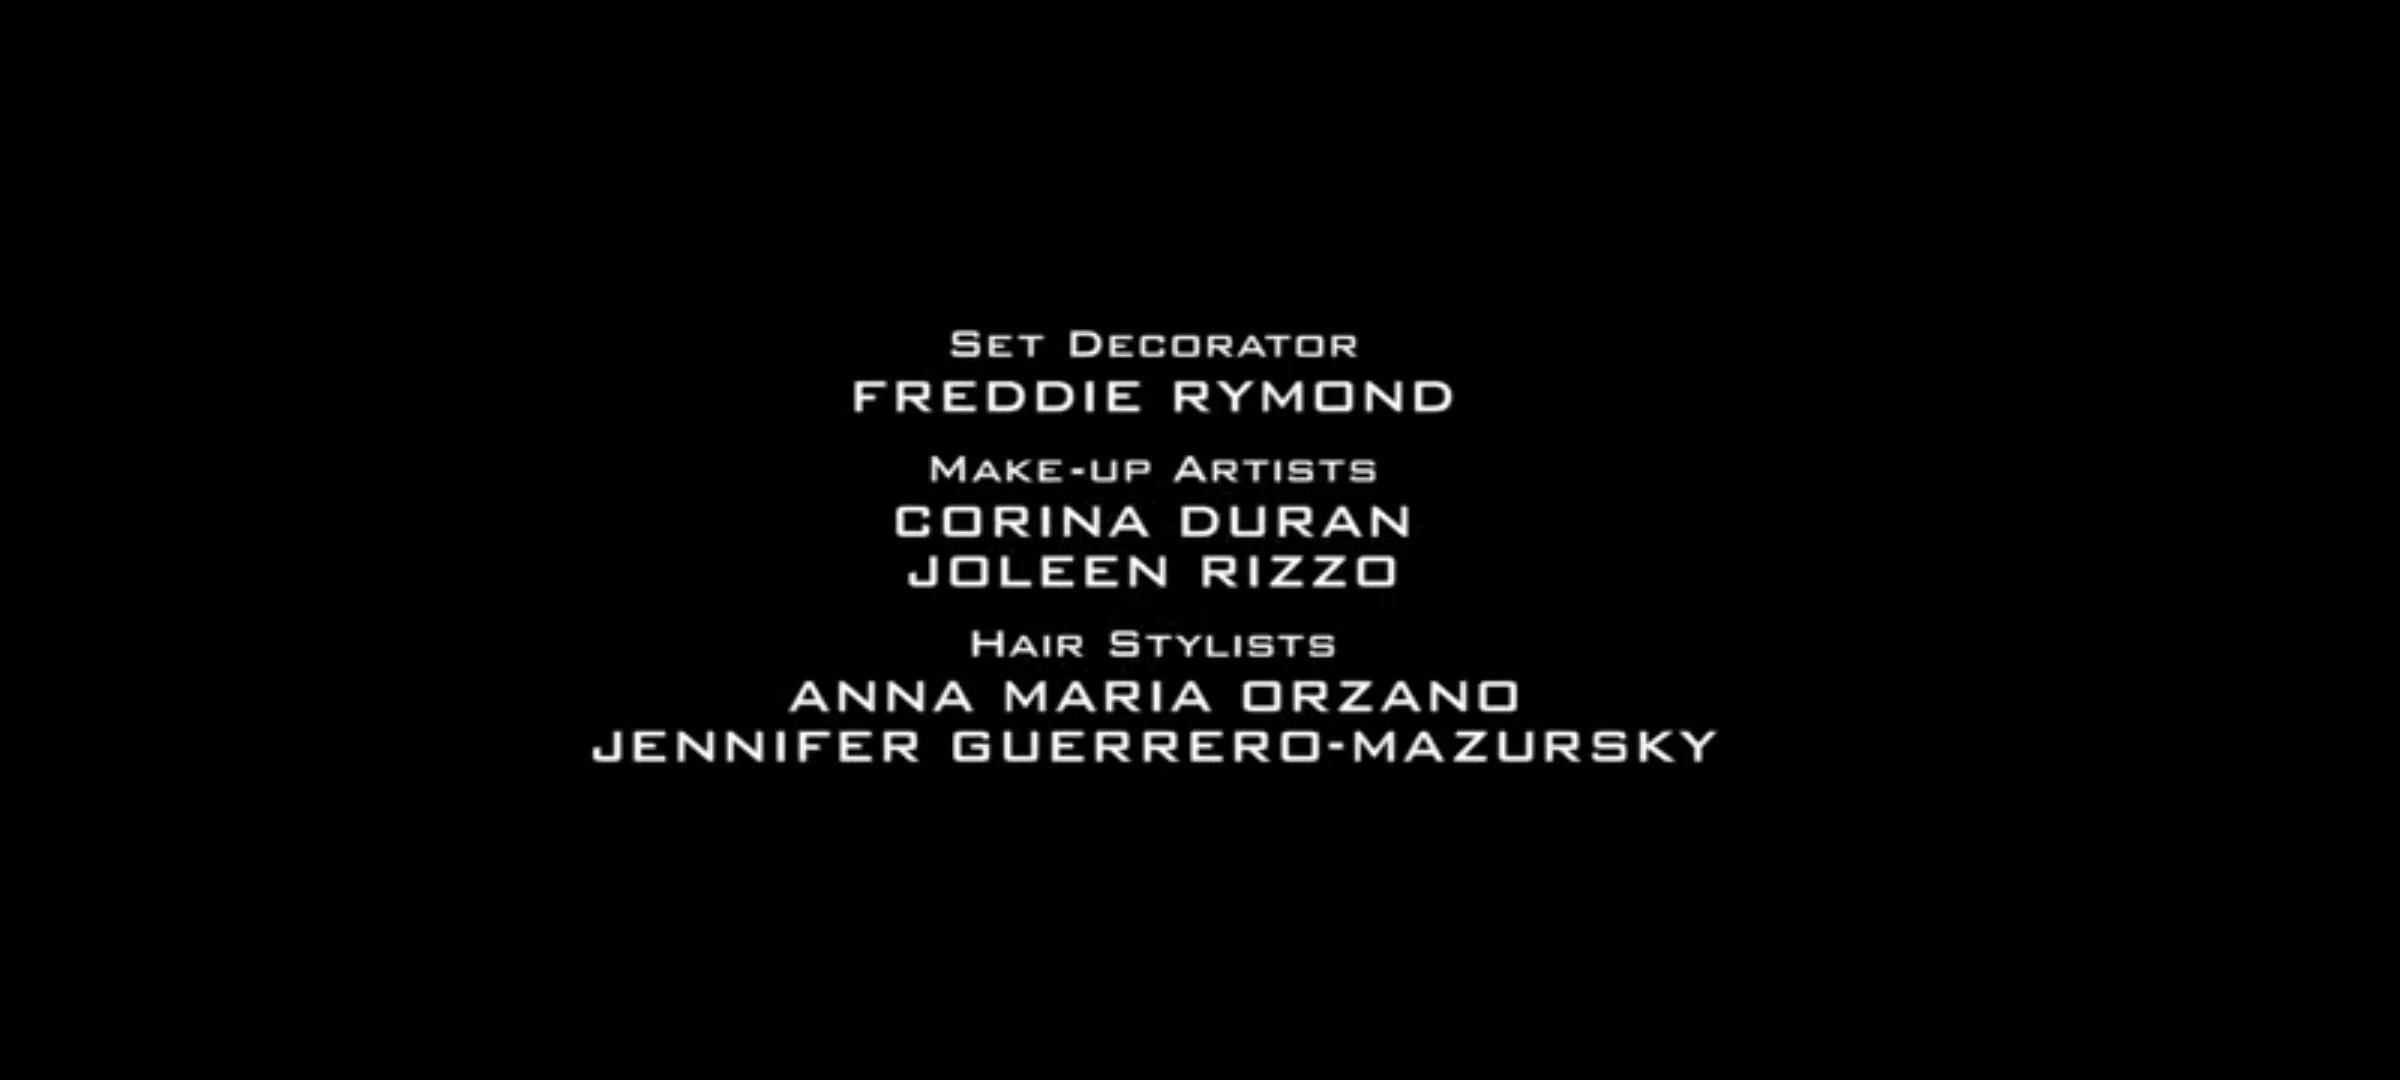 Set Decorator
FREDDIE RYMOND
Make-up Artists
CORINA DURAN
JOLEEN RIZZO
Hair Stylists
ANNA MARIA ORZANO
JENNIFER GUERRERO-MAZURSKY